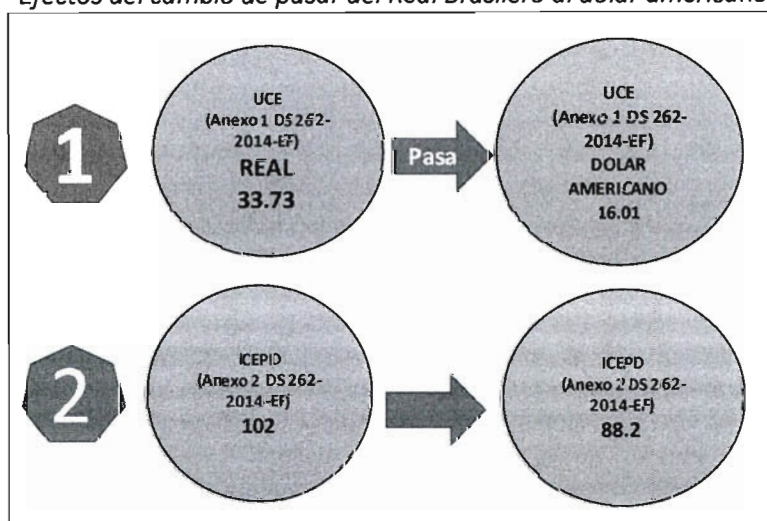 Efectos del cambio de pasar del Real Brasilero al dólar americano
1
UCE
(Anexo 1 DS 262-
2014-EF)
REAL
33.73
Pasa
UCE
(Anexo 1 DS 262-
2014-EF)
DOLAR
AMERICANO
16.01
2
ICEPID
(Anexo 2 DS 262-
2014-EF)
102
ICEPD
(Anexo 2 DS 262-
2014-EF)
88.2